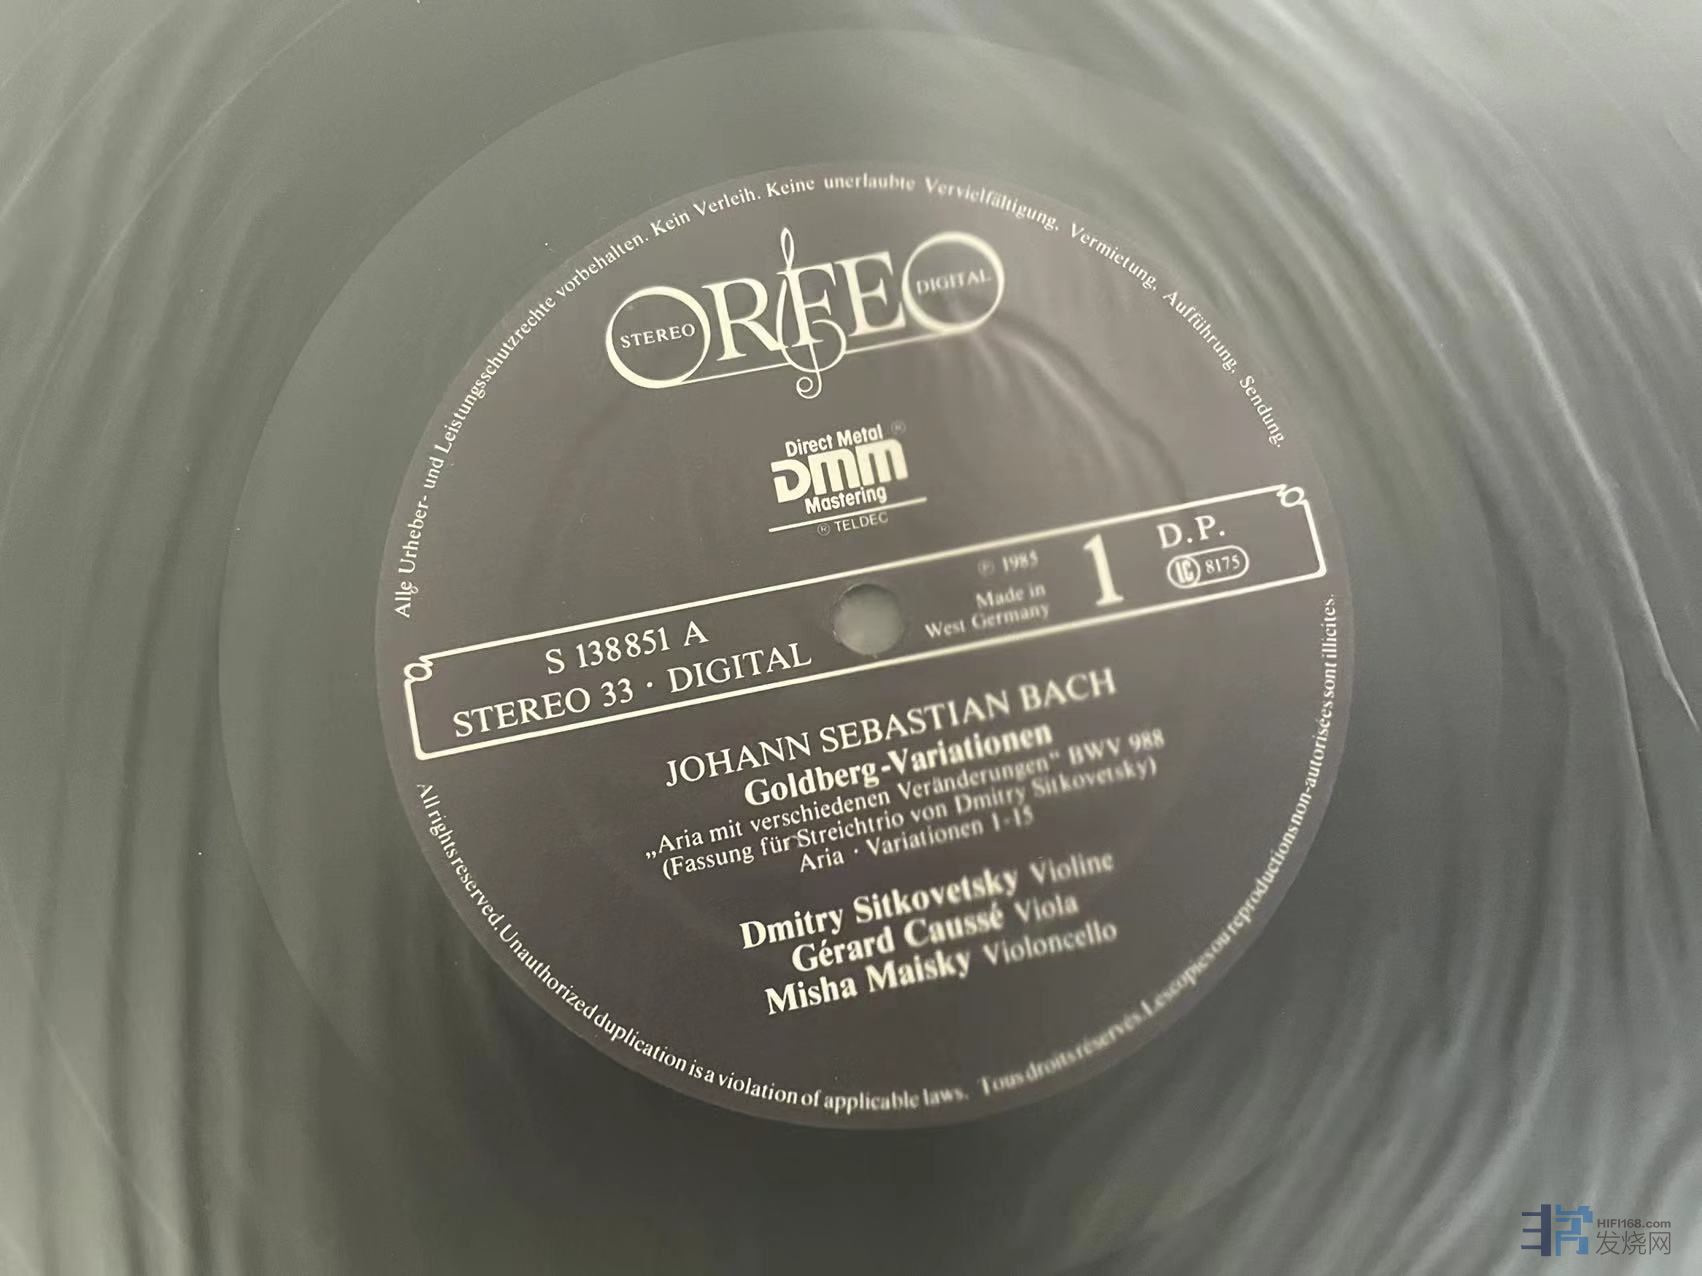 Alle Urheber- und Leistungsschutzrechte vorbehalten. Kein Verleih. Keine unerlaubte Vervielfältigung, Vermietung, Aufführung, Sendung.
ORFEO
STEREO
DIGITAL
Direct Metal ®
DMM
Mastering
® TELDEC
S 138851 A
STEREO 33 · DIGITAL
℗ 1985
Made in
West Germany
1
D.P.
LC 8175
JOHANN SEBASTIAN BACH
Goldberg-Variationen
„Aria mit verschiedenen Veränderungen“ BWV 988
(Fassung für Streichtrio von Dmitry Sitkovetsky)
Aria · Variationen 1-15
Dmitry Sitkovetsky Violine
Gérard Caussé Viola
Misha Maisky Violoncello
All rights reserved. Unauthorized duplication is a violation of applicable laws. Tous droits réservés. Les copies ou reproductions non-autorisées sont illicites.
HIFI168.com
发烧网